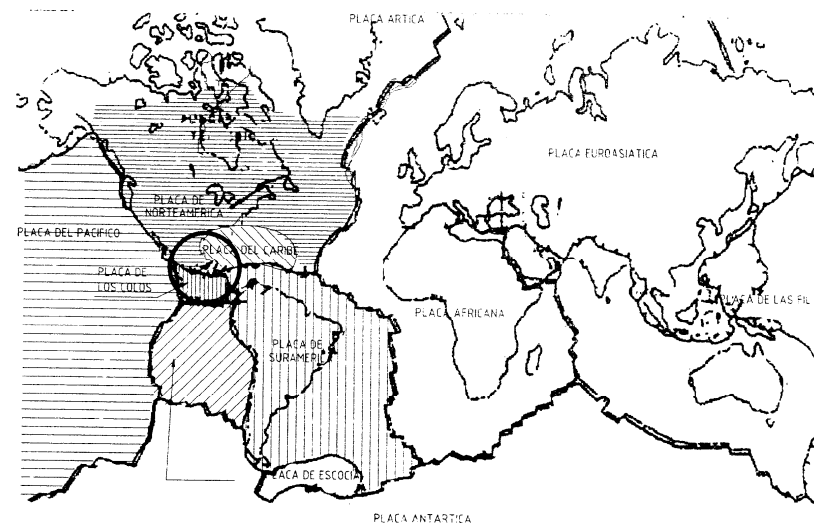 PLACA ARTICA
PLACA EUROASIATICA
PLACA DE
NORTEAMERICA
PLACA DEL PACIFICO
PLACA DEL CARIBE
PLACA DE
LOS COCOS
PLACA DE LAS FIL
PLACA AFRICANA
PLACA DE
SURAMERIC
LACA DE ESCOCIA
PLACA ANTARTICA